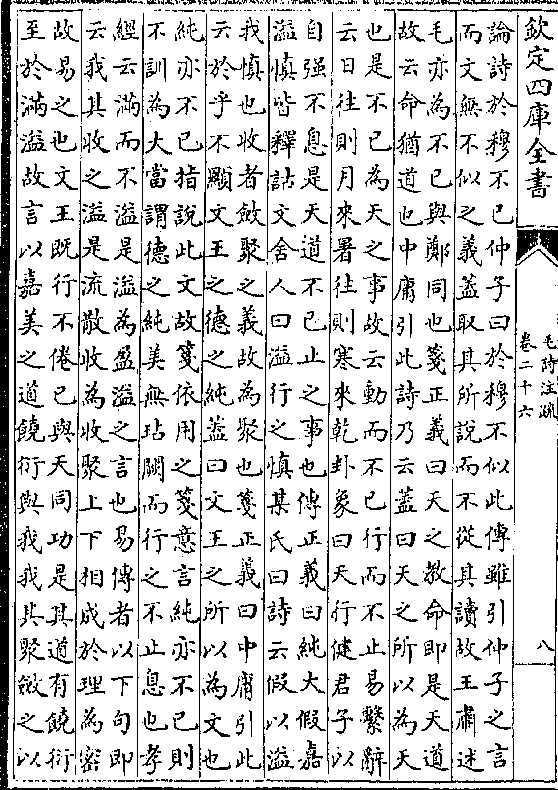 欽定四庫全書
毛詩注疏
卷二十六
八
論詩於穆不已仲子曰於穆不似此傳雖引仲子之言
而文無不似之義蓋取其所說而不從其讀故王肅述
毛亦為不已與鄭同也箋正義曰天之教命即是天道
故云命猶道也中庸引此詩乃云蓋曰天之所以為天
也是不已為天之事故云動而不已行而不止易繫辭
云日往則月來暑往則寒來乾卦象曰天行健君子以
自强不息是天道不已止之事也傳正義曰純大假嘉
溢慎皆釋詁文舍人曰溢行之慎某氏曰詩云假以溢
我慎也收者斂聚之義故為聚也箋正義曰中庸引此
云於乎不顯文王之德之純蓋曰文王之所以為文也
純亦不已指說此文故箋依用之箋意言純亦不已則
不訓為大當謂德之純美無玷闕而行之不止息也孝
經云滿而不溢是溢為盈溢之言也易傳者以下句即
云我其收之溢是流散收為收聚上下相成於理為密
故易之也文王既行不倦已與天同功是其道有饒衍
至於滿溢故言以嘉美之道饒衍與我我其聚斂之以